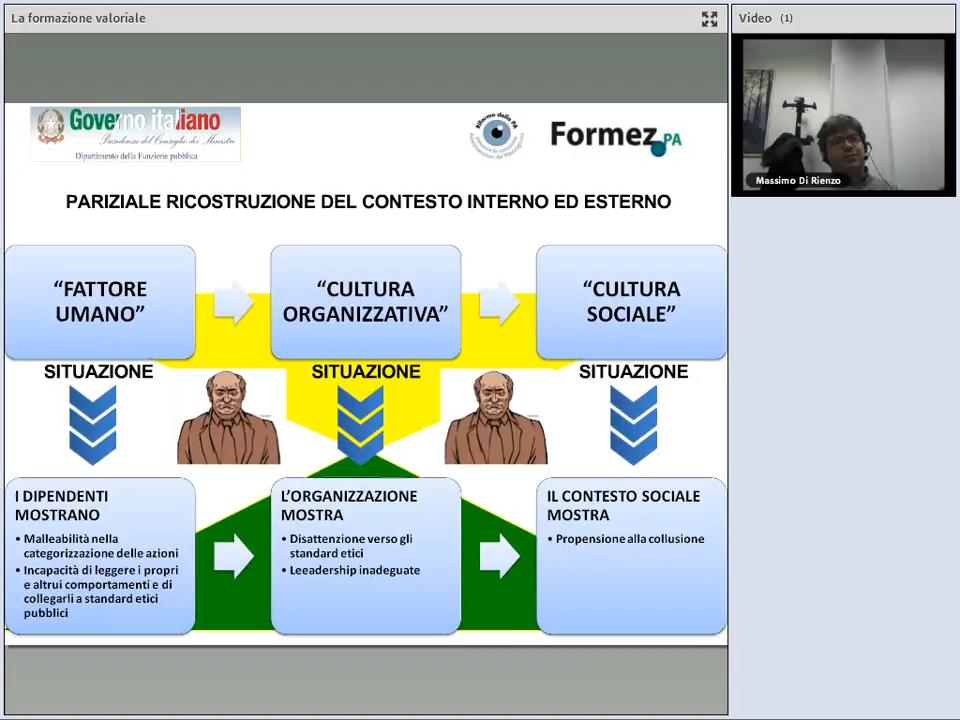 La formazione valoriale
Video (1)
Governo italiano
Presidenza del Consiglio dei Ministri
Dipartimento della Funzione pubblica
Riforme della PA
Formez PA
Massimo Di Rienzo
PARIZIALE RICOSTRUZIONE DEL CONTESTO INTERNO ED ESTERNO
“FATTORE
UMANO”
“CULTURA
ORGANIZZATIVA”
“CULTURA
SOCIALE”
SITUAZIONE
SITUAZIONE
SITUAZIONE
I DIPENDENTI
MOSTRANO
• Malleabilità nella
categorizzazione delle azioni
• Incapacità di leggere i propri
e altrui comportamenti e di
collegarli a standard etici
pubblici
L’ORGANIZZAZIONE
MOSTRA
• Disattenzione verso gli
standard etici
• Leeadership inadeguate
IL CONTESTO SOCIALE
MOSTRA
• Propensione alla collusione